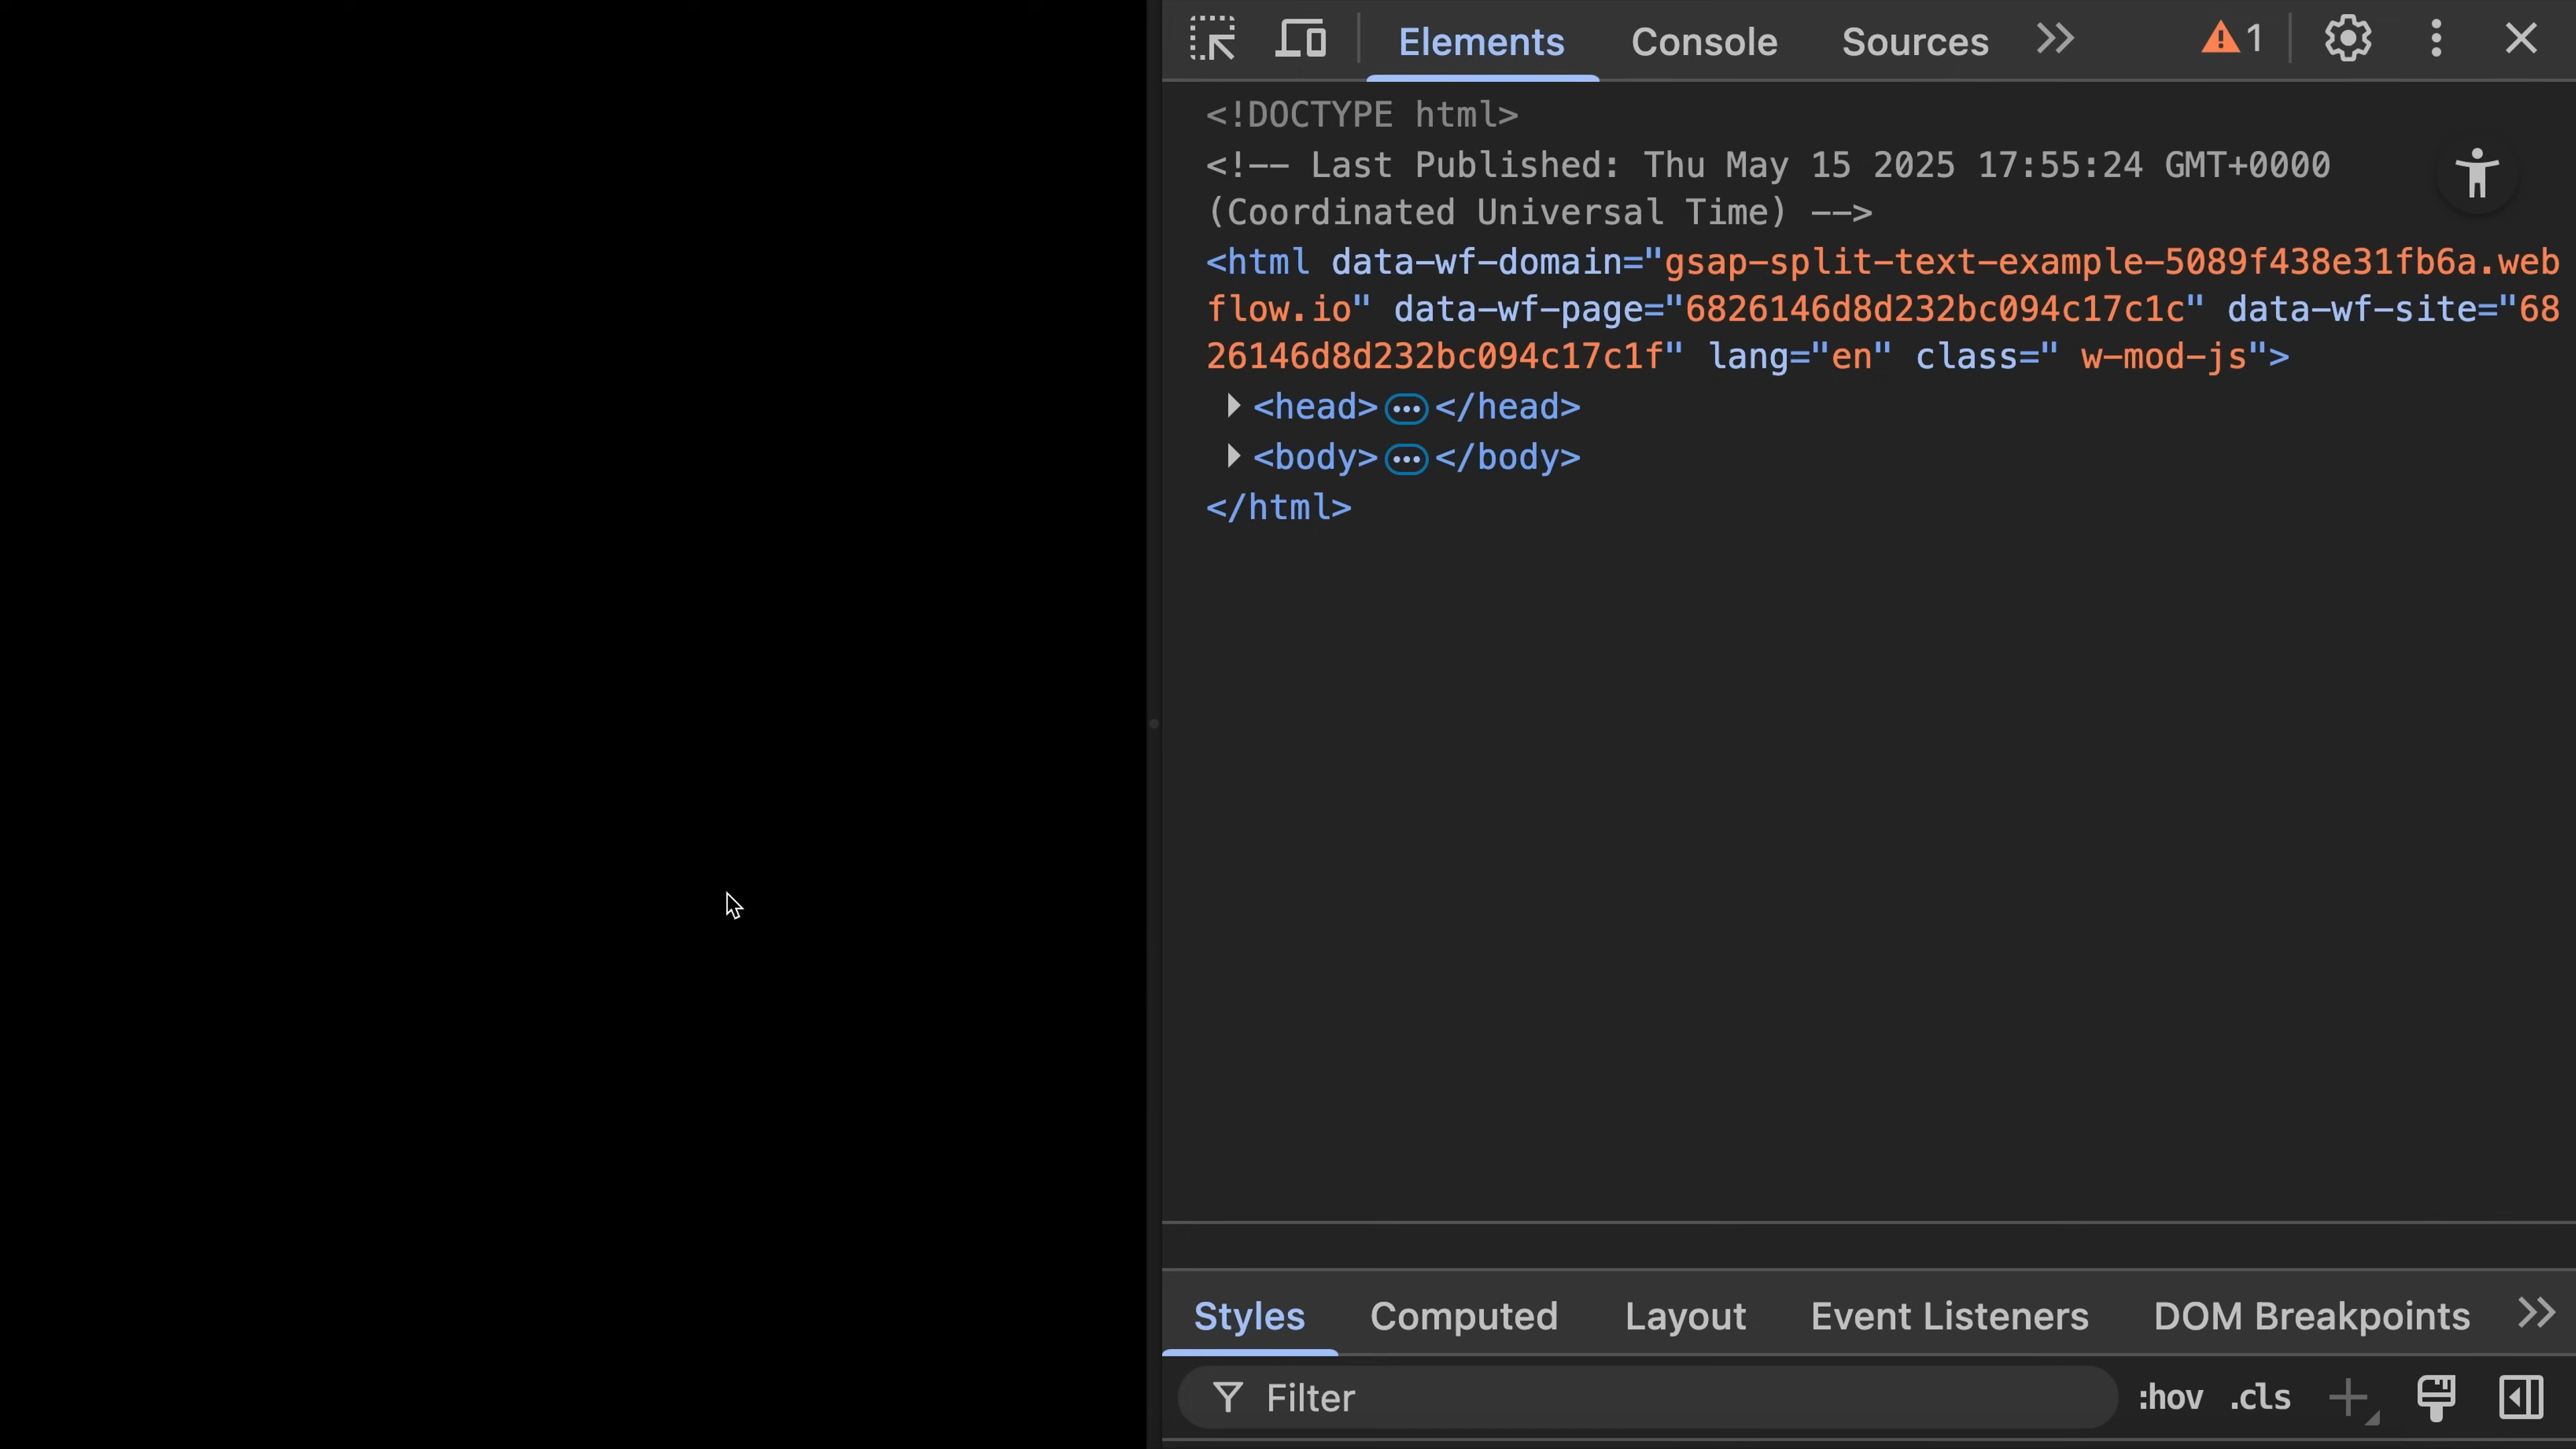 Elements Console Sources 1
<!DOCTYPE html>
<!-- Last Published: Thu May 15 2025 17:55:24 GMT+0000
(Coordinated Universal Time) -->
<html data-wf-domain="gsap-split-text-example-5089f438e31fb6a.web
flow.io" data-wf-page="6826146d8d232bc094c17c1c" data-wf-site="68
26146d8d232bc094c17c1f" lang="en" class=" w-mod-js">
<head>…</head>
<body>…</body>
</html>
Styles Computed Layout Event Listeners DOM Breakpoints
Filter :hov .cls